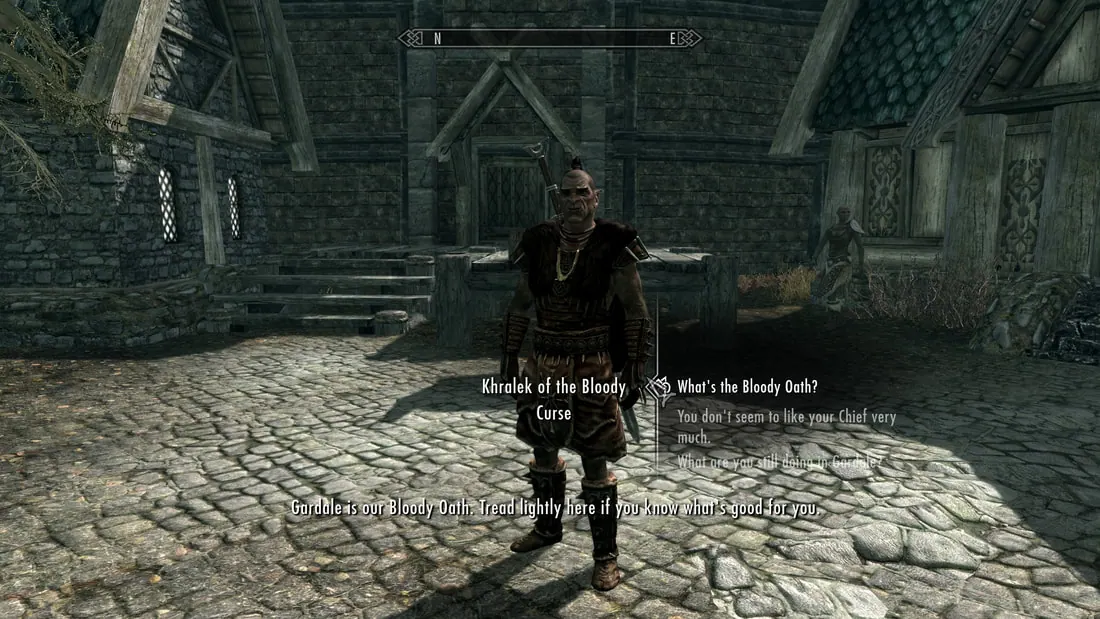 N E
Khralek of the Bloody
Curse
What's the Bloody Oath?
You don't seem to like your Chief very
much.
What are you still doing in Gardale?
Gardale is our Bloody Oath. Tread lightly here if you know what's good for you.